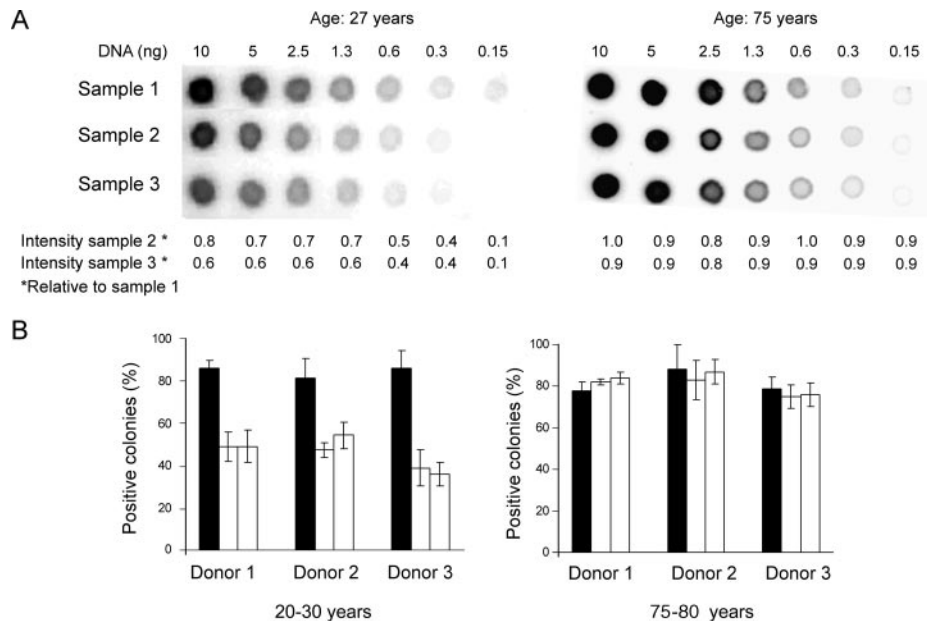 A
Age: 27 years
Age: 75 years
DNA (ng) 10 5 2.5 1.3 0.6 0.3 0.15
10 5 2.5 1.3 0.6 0.3 0.15
Sample 1
Sample 2
Sample 3
Intensity sample 2 * 0.8 0.7 0.7 0.7 0.5 0.4 0.1
1.0 0.9 0.8 0.9 1.0 0.9 0.9
Intensity sample 3 * 0.6 0.6 0.6 0.6 0.4 0.4 0.1
0.9 0.9 0.8 0.9 0.9 0.9 0.9
*Relative to sample 1
B
Positive colonies (%)
100
80
60
40
20
0
Donor 1 Donor 2 Donor 3
20-30 years
Positive colonies (%)
100
80
60
40
20
0
Donor 1 Donor 2 Donor 3
75-80 years